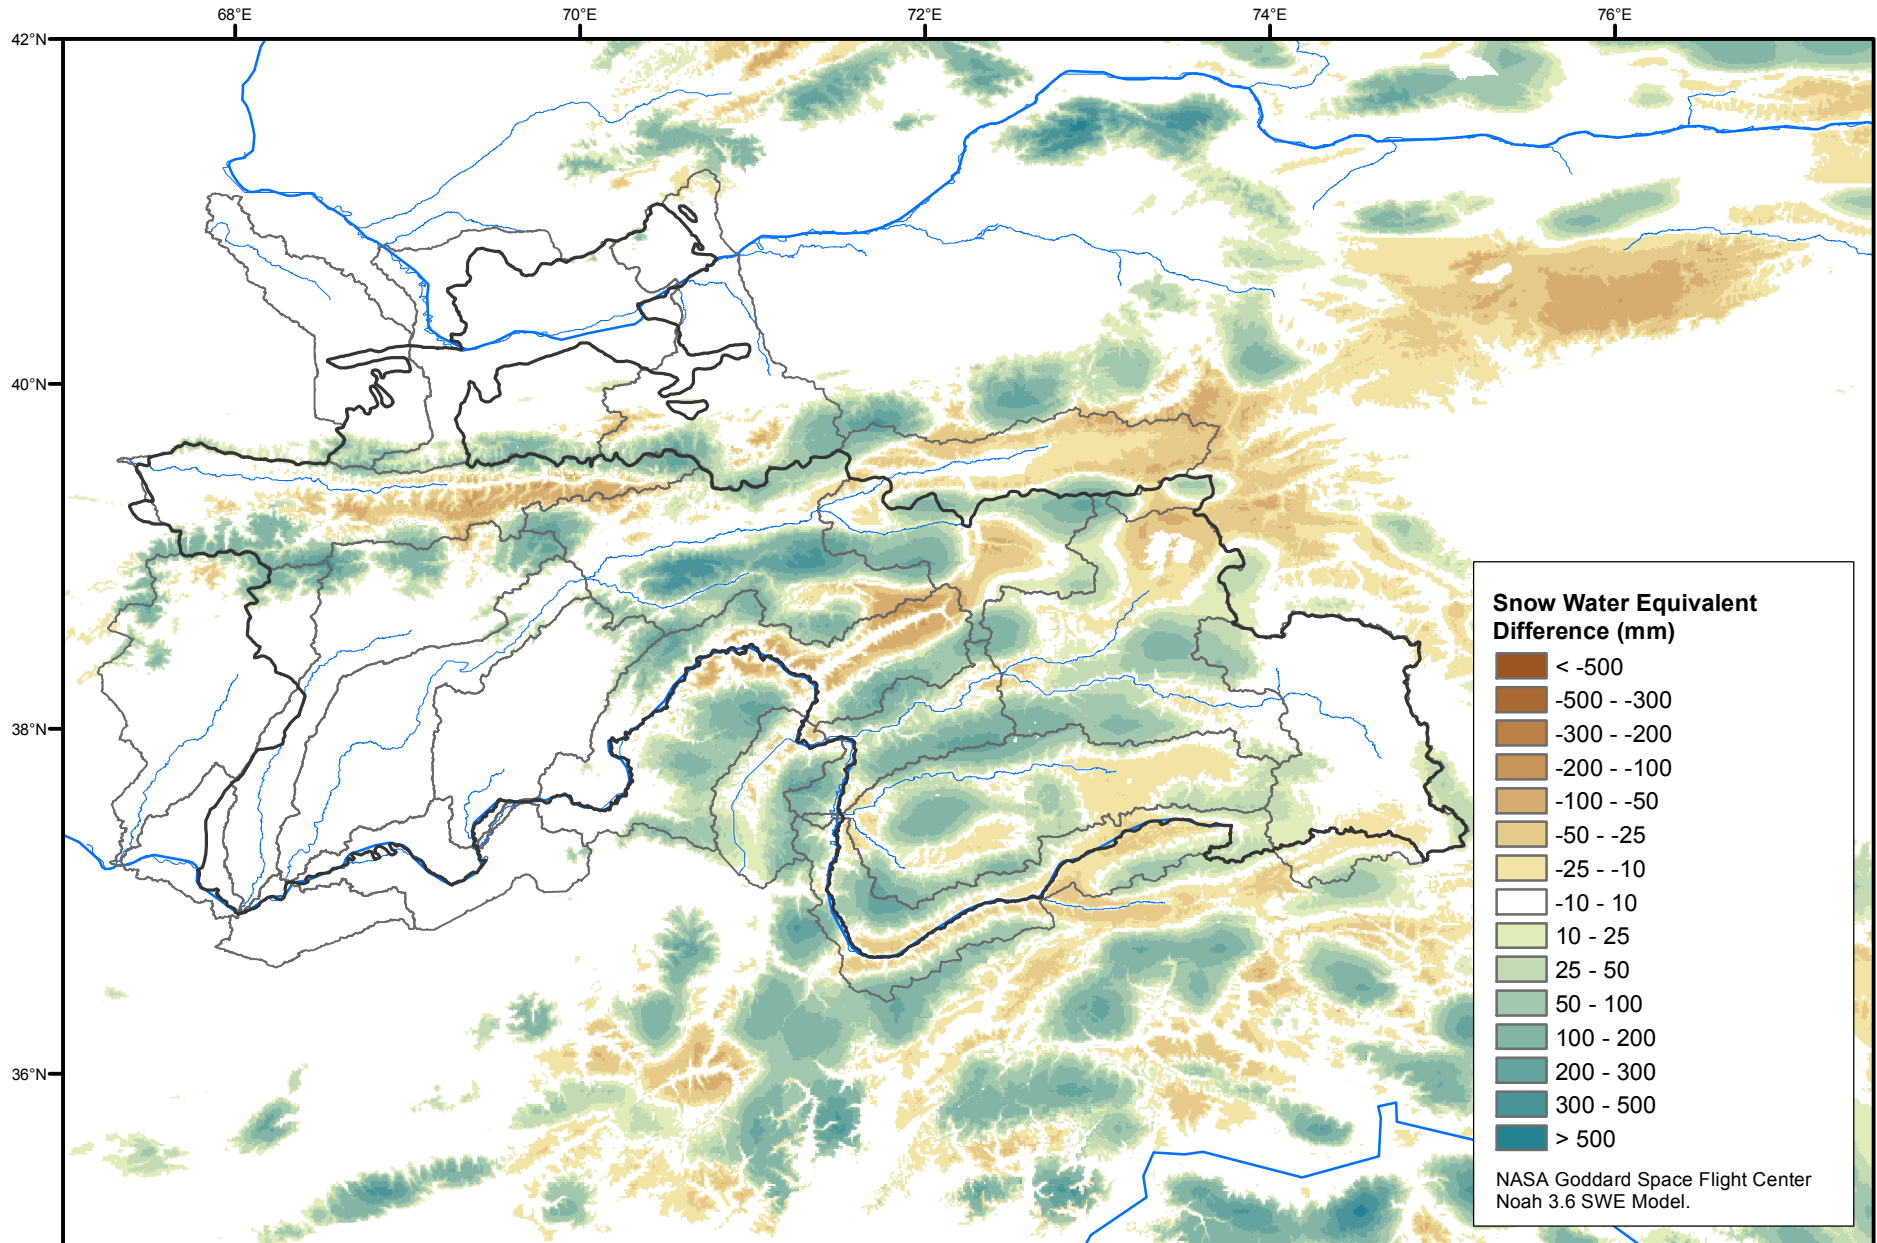 68°E
70°E
72°E
74°E
76°E
42°N
40°N
38°N
36°N
Snow Water Equivalent
Difference (mm)
< -500
-500 - -300
-300 - -200
-200 - -100
-100 - -50
-50 - -25
-25 - -10
-10 - 10
10 - 25
25 - 50
50 - 100
100 - 200
200 - 300
300 - 500
> 500
NASA Goddard Space Flight Center
Noah 3.6 SWE Model.